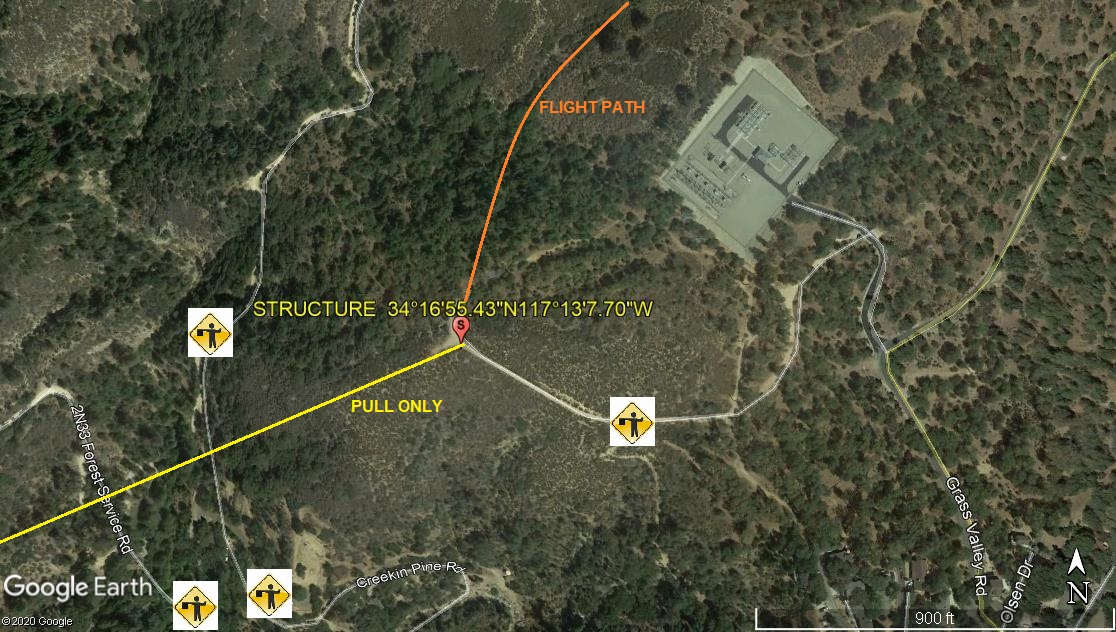 FLIGHT PATH
STRUCTURE 34°16'55.43"N117°13'7.70"W
S
PULL ONLY
2N33 Forest Service Rd
Grass Valley Rd
Creekin Pine Rd
Olsen Dr
Google Earth
N
900 ft
©2020 Google